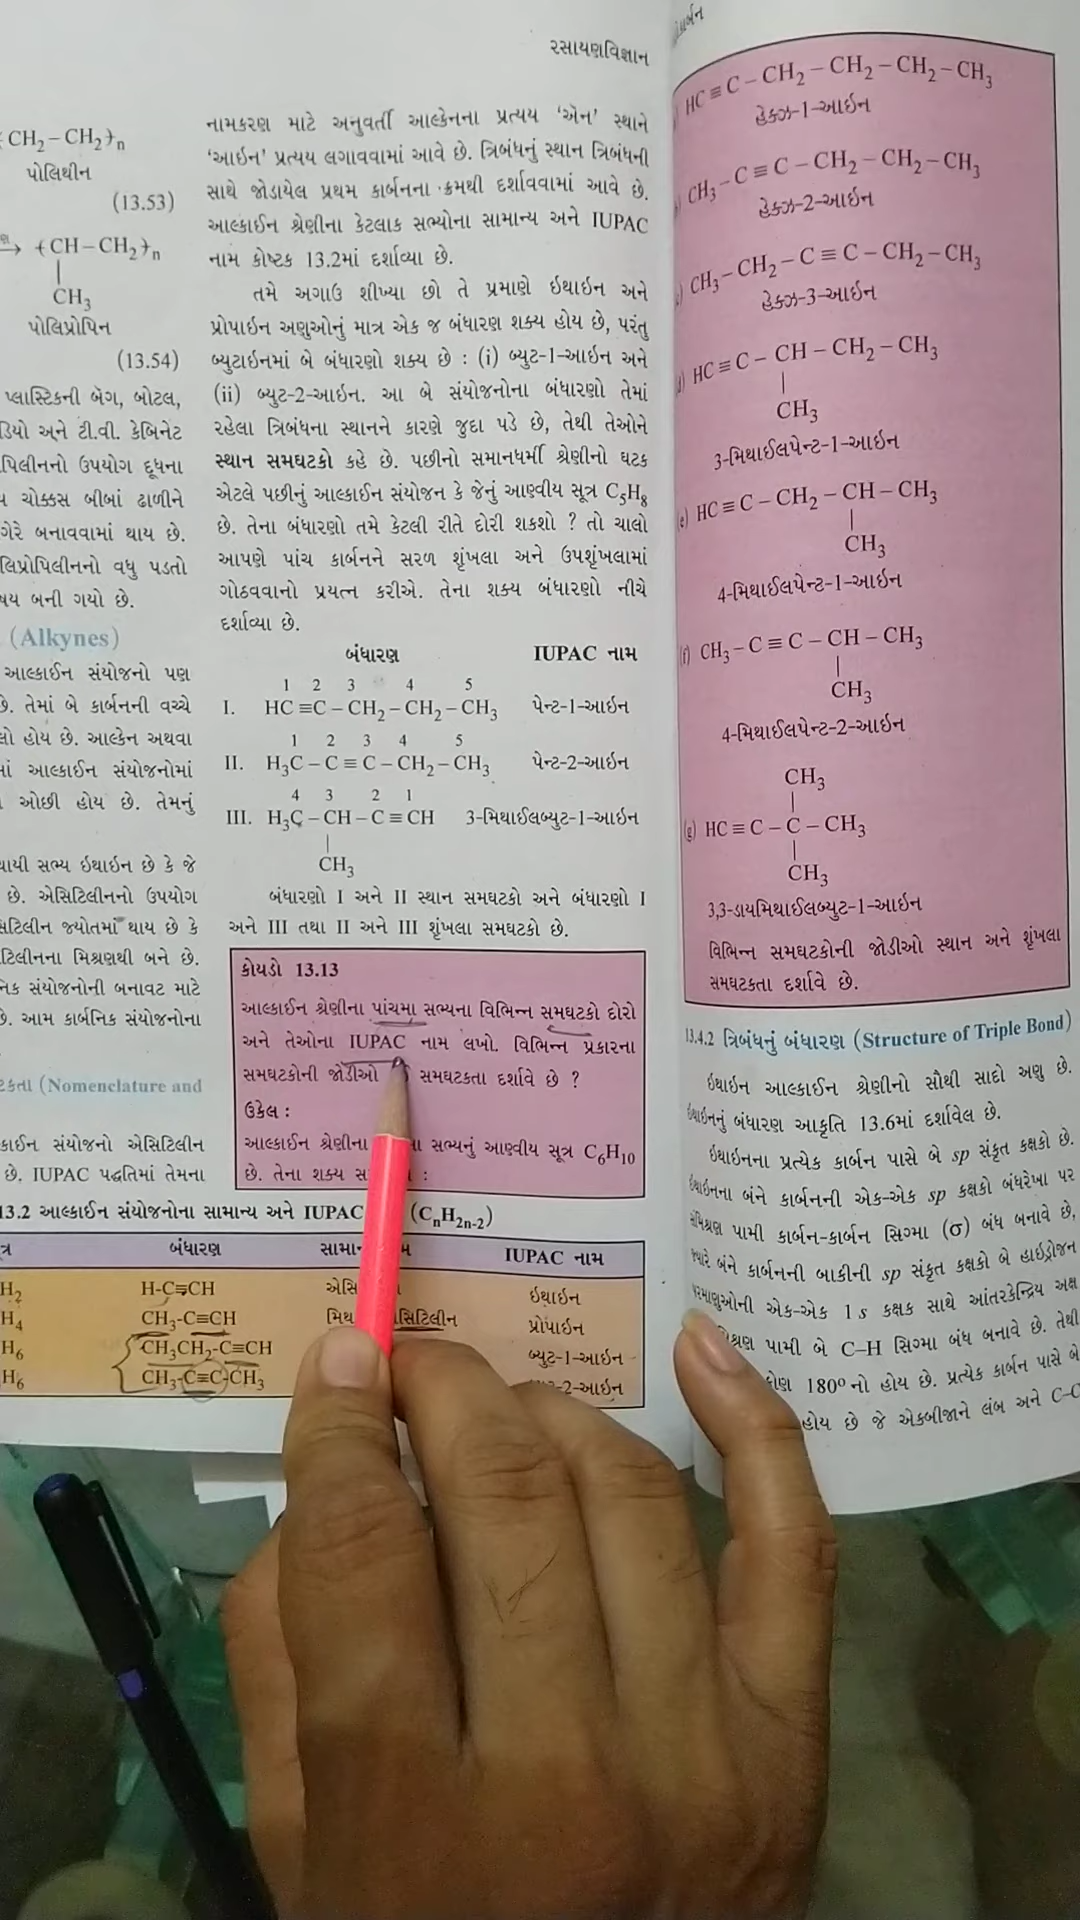 રસાયણવિજ્ઞાન
CH₂ – CH₂ )ₙ
પોલિથીન
(13.53)
→ ( CH – CH₂ )ₙ
|
CH₃
પોલિપ્રોપિન
(13.54)
પ્લાસ્ટિકની બૅગ, બોટલ,
અને ટી.વી. કેબિનેટ
ઉપયોગ દૂધના
ચોક્કસ બીબાં ઢાળીને
બનાવવામાં થાય છે.
વધુ પડતો
બની ગયો છે.
(Alkynes)
આલ્કાઈન સંયોજનો પણ
છે. તેમાં બે કાર્બનની વચ્ચે
હોય છે. આલ્કેન અથવા
આલ્કાઈન સંયોજનોમાં
ઓછી હોય છે. તેમનું
સભ્ય ઇથાઇન છે કે જે
છે. એસિટિલીનનો ઉપયોગ
જ્યોતમાં થાય છે કે
મિશ્રણથી બને છે.
સંયોજનોની બનાવટ માટે
છે. આમ કાર્બનિક સંયોજનોના
(Nomenclature and
સંયોજનો એસિટિલીન
છે. IUPAC પદ્ધતિમાં તેમના
નામકરણ માટે અનુવર્તી આલ્કેનના પ્રત્યય ‘ઍન’ સ્થાને
‘આઇન’ પ્રત્યય લગાવવામાં આવે છે. ત્રિબંધનું સ્થાન ત્રિબંધની
સાથે જોડાયેલ પ્રથમ કાર્બનના ક્રમથી દર્શાવવામાં આવે છે.
આલ્કાઈન શ્રેણીના કેટલાક સભ્યોના સામાન્ય અને IUPAC
નામ કોષ્ટક 13.2માં દર્શાવ્યા છે.
તમે અગાઉ શીખ્યા છો તે પ્રમાણે ઇથાઇન અને
પ્રોપાઇન અણુઓનું માત્ર એક જ બંધારણ શક્ય હોય છે, પરંતુ
બ્યુટાઇનમાં બે બંધારણો શક્ય છે : (i) બ્યુટ-1-આઇન અને
(ii) બ્યુટ-2-આઇન. આ બે સંયોજનોના બંધારણો તેમાં
રહેલા ત્રિબંધના સ્થાનને કારણે જુદા પડે છે, તેથી તેઓને
સ્થાન સમઘટકો કહે છે. પછીનો સમાનધર્મી શ્રેણીનો ઘટક
એટલે પછીનું આલ્કાઈન સંયોજન કે જેનું આણ્વીય સૂત્ર C₅H₈
છે. તેના બંધારણો તમે કેટલી રીતે દોરી શકશો ? તો ચાલો
આપણે પાંચ કાર્બનને સરળ શૃંખલા અને ઉપશૃંખલામાં
ગોઠવવાનો પ્રયત્ન કરીએ. તેના શક્ય બંધારણો નીચે
દર્શાવ્યા છે.
બંધારણ IUPAC નામ
1 2 3 4 5
I. HC ≡C – CH₂ – CH₂ – CH₃ પેન્ટ-1-આઇન
1 2 3 4 5
II. H₃C – C ≡ C – CH₂ – CH₃ પેન્ટ-2-આઇન
4 3 2 1
III. H₃C – CH – C ≡ CH 3-મિથાઈલબ્યુટ-1-આઇન
|
CH₃
બંધારણો I અને II સ્થાન સમઘટકો અને બંધારણો I
અને III તથા II અને III શૃંખલા સમઘટકો છે.
કોયડો 13.13
આલ્કાઈન શ્રેણીના પાંચમા સભ્યના વિભિન્ન સમઘટકો દોરો
અને તેઓના IUPAC નામ લખો. વિભિન્ન પ્રકારના
સમઘટકોની જોડીઓ સમઘટકતા દર્શાવે છે ?
ઉકેલ :
આલ્કાઈન શ્રેણીના સભ્યનું આણ્વીય સૂત્ર C₆H₁₀
છે. તેના શક્ય :
13.2 આલ્કાઈન સંયોજનોના સામાન્ય અને IUPAC (CₙH₂ₙ₋₂)
બંધારણ IUPAC નામ
H₂ H-C≡CH ઇથાઇન
H₄ CH₃-C≡CH પ્રોપાઇન
H₆ CH₃CH₂-C≡CH બ્યુટ-1-આઇન
H₆ CH₃-C≡C-CH₃ -2-આઇન
HC ≡ C – CH₂ – CH₂ – CH₂ – CH₃
હેક્ઝ-1-આઇન
CH₃ – C ≡ C – CH₂ – CH₂ – CH₃
હેક્ઝ-2-આઇન
CH₃ – CH₂ – C ≡ C – CH₂ – CH₃
હેક્ઝ-3-આઇન
HC ≡ C – CH – CH₂ – CH₃
|
CH₃
3-મિથાઈલપેન્ટ-1-આઇન
(e) HC ≡ C – CH₂ – CH – CH₃
|
CH₃
4-મિથાઈલપેન્ટ-1-આઇન
(f) CH₃ – C ≡ C – CH – CH₃
|
CH₃
4-મિથાઈલપેન્ટ-2-આઇન
CH₃
|
(g) HC ≡ C – C – CH₃
|
CH₃
3,3-ડાયમિથાઈલબ્યુટ-1-આઇન
વિભિન્ન સમઘટકોની જોડીઓ સ્થાન અને શૃંખલા
સમઘટકતા દર્શાવે છે.
13.4.2 ત્રિબંધનું બંધારણ (Structure of Triple Bond)
ઇથાઇન આલ્કાઈન શ્રેણીનો સૌથી સાદો અણુ છે.
ઇથાઇનનું બંધારણ આકૃતિ 13.6માં દર્શાવેલ છે.
ઇથાઇનના પ્રત્યેક કાર્બન પાસે બે sp સંકૃત કક્ષકો છે.
ઇથાઇનના બંને કાર્બનની એક-એક sp કક્ષકો બંધરેખા પર
સંમિશ્રણ પામી કાર્બન-કાર્બન સિગ્મા (σ) બંધ બનાવે છે,
જ્યારે બંને કાર્બનની બાકીની sp સંકૃત કક્ષકો બે હાઇડ્રોજન
પરમાણુઓની એક-એક 1s કક્ષક સાથે આંતરકેન્દ્રિય અક્ષ
પામી બે C–H સિગ્મા બંધ બનાવે છે. તેથી
180º નો હોય છે. પ્રત્યેક કાર્બન પાસે બે
હોય છે જે એકબીજાને લંબ અને C–C